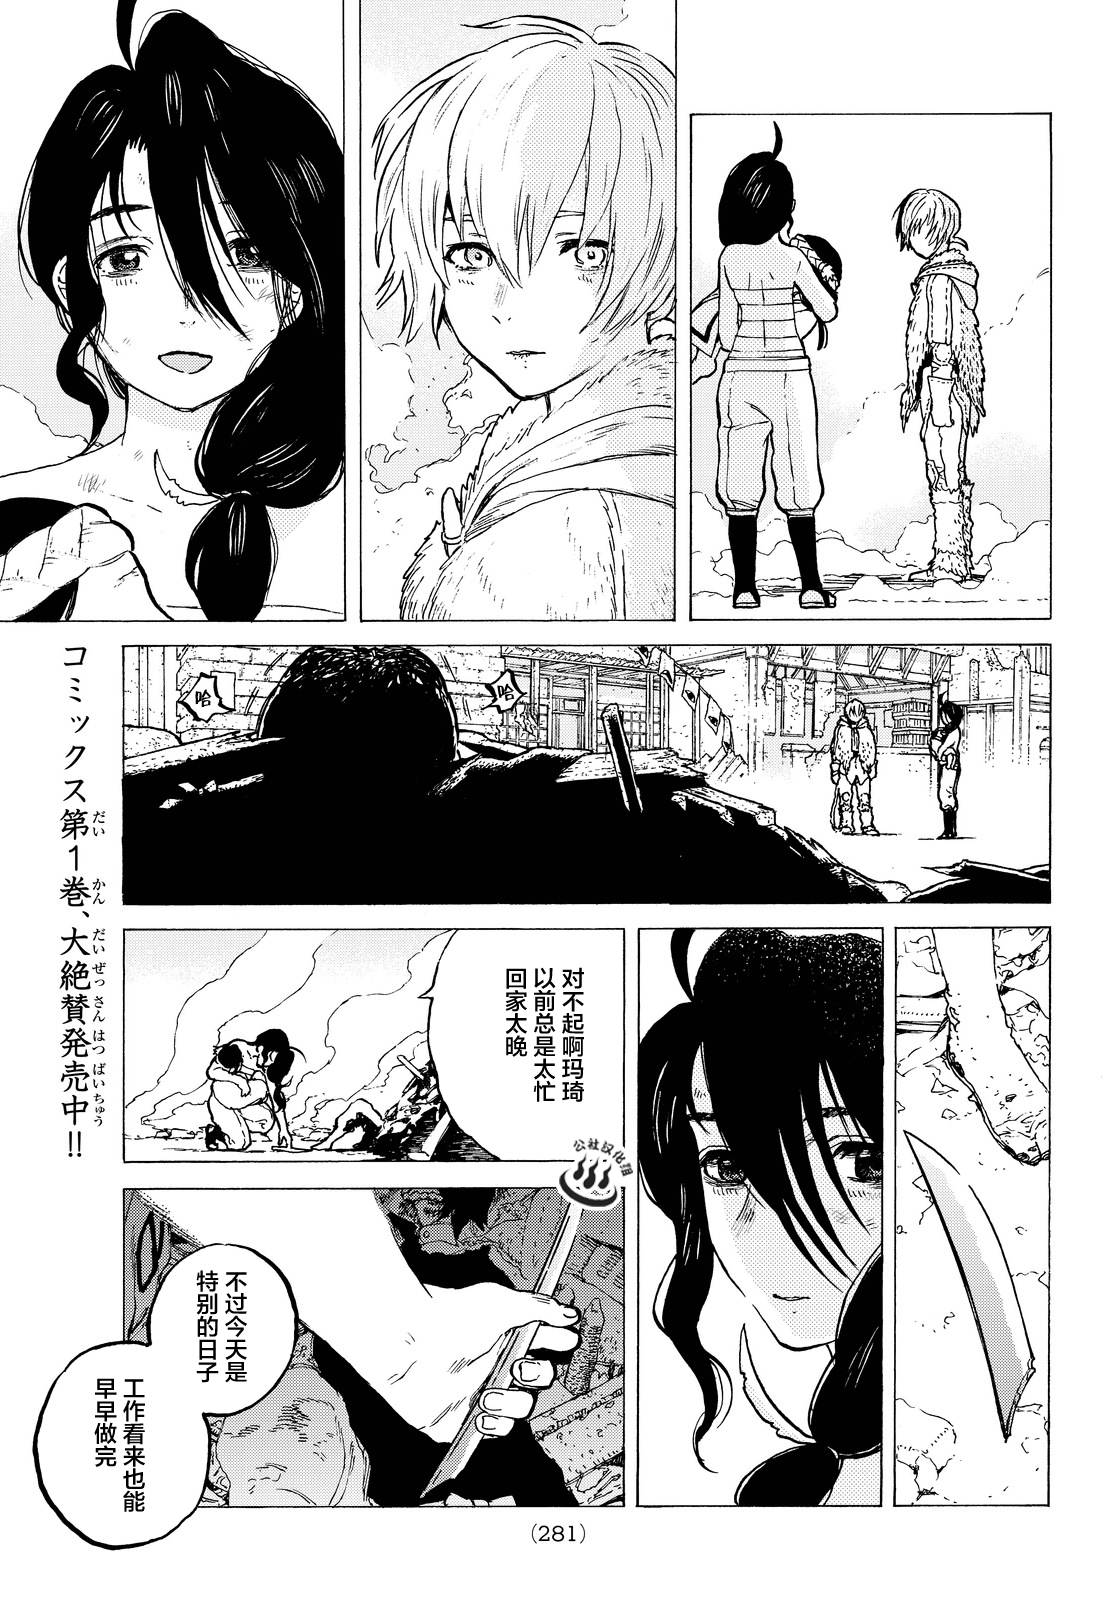 哈
哈
对不起啊玛琦
以前总是太忙
回家太晚
不过今天是
特别的日子
工作看来也能
早早做完
コミックス第1巻、大絶賛発売中!!
だい
かん
だい
ぜっ
さん
はつ
ばい
ちゅう
公社汉化组
(281)